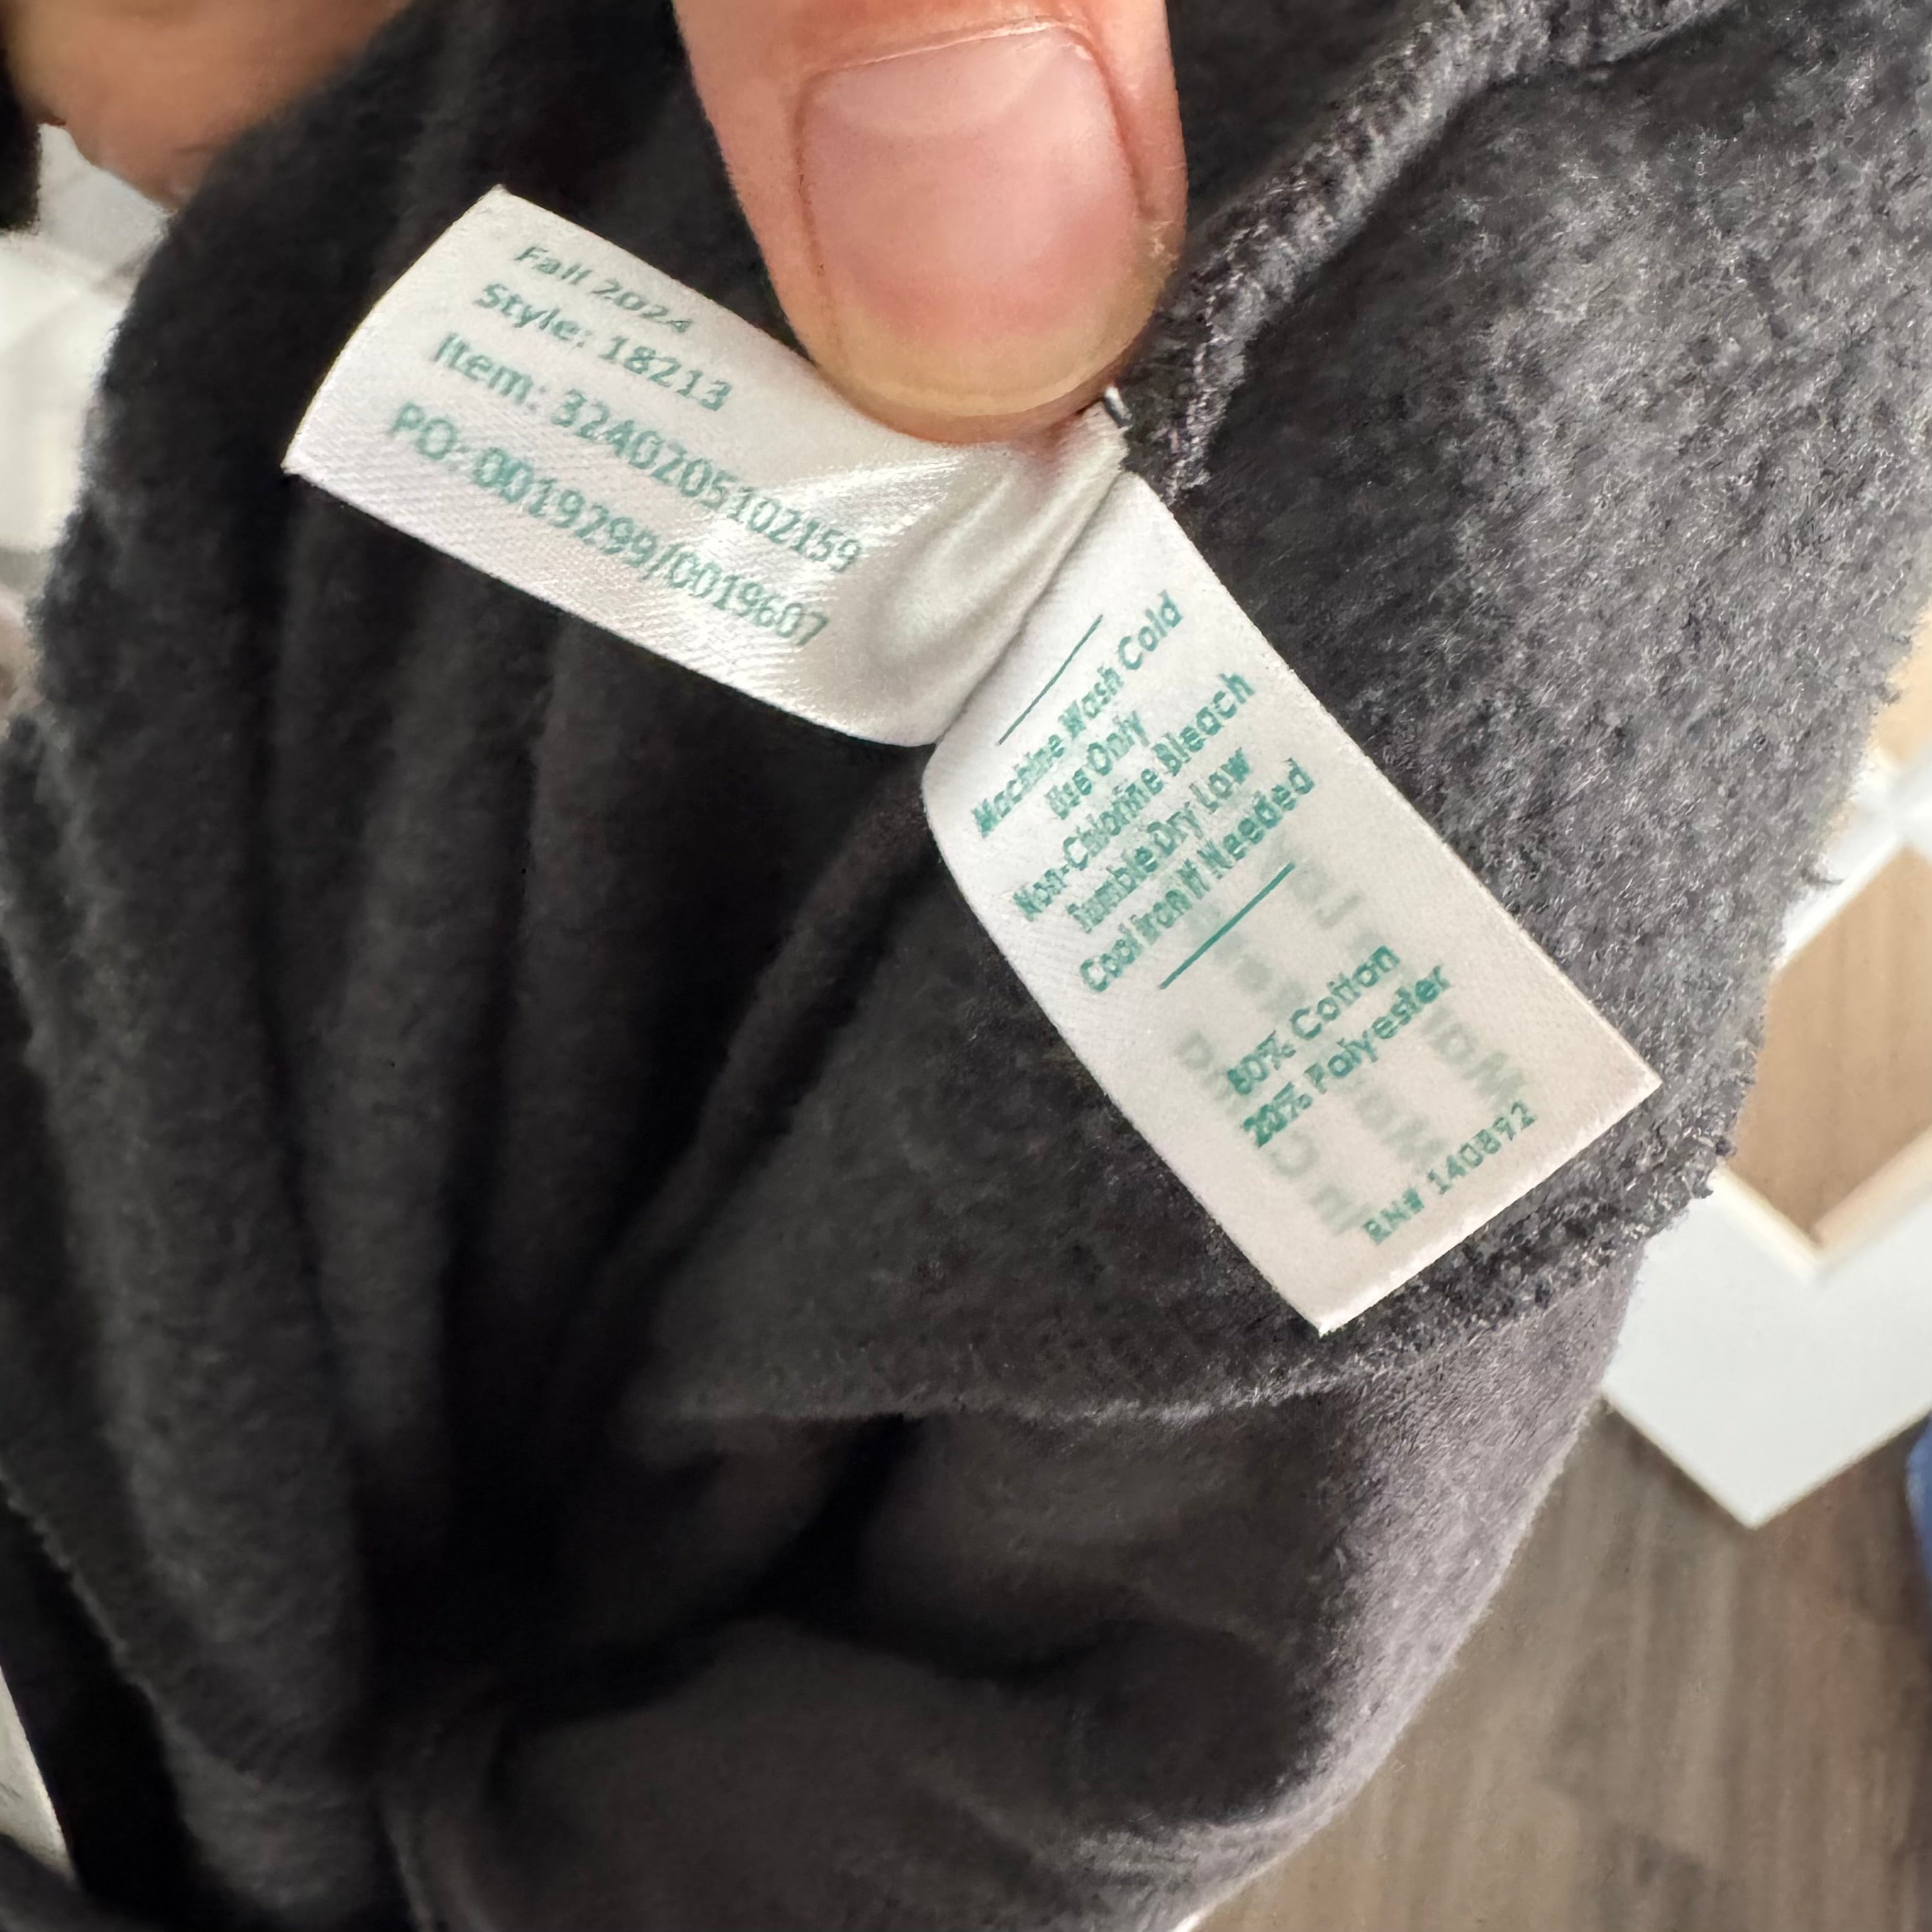 Fall 2024
Style: 18213
Item: 3240205102159
PO: 0019299/0019607
Machine Wash Cold
Use Only
Non-Chlorine Bleach
Tumble Dry Low
Cool Iron If Needed
80% Cotton
20% Polyester
RN# 140892